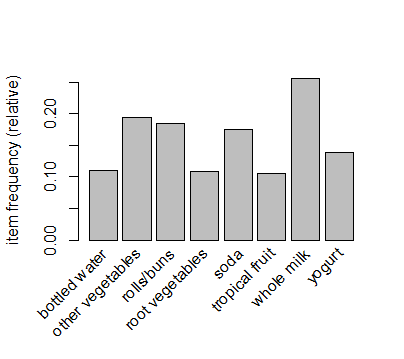 item frequency (relative)
0.20
0.10
0.00
bottled water
other vegetables
rolls/buns
root vegetables
soda
tropical fruit
whole milk
yogurt